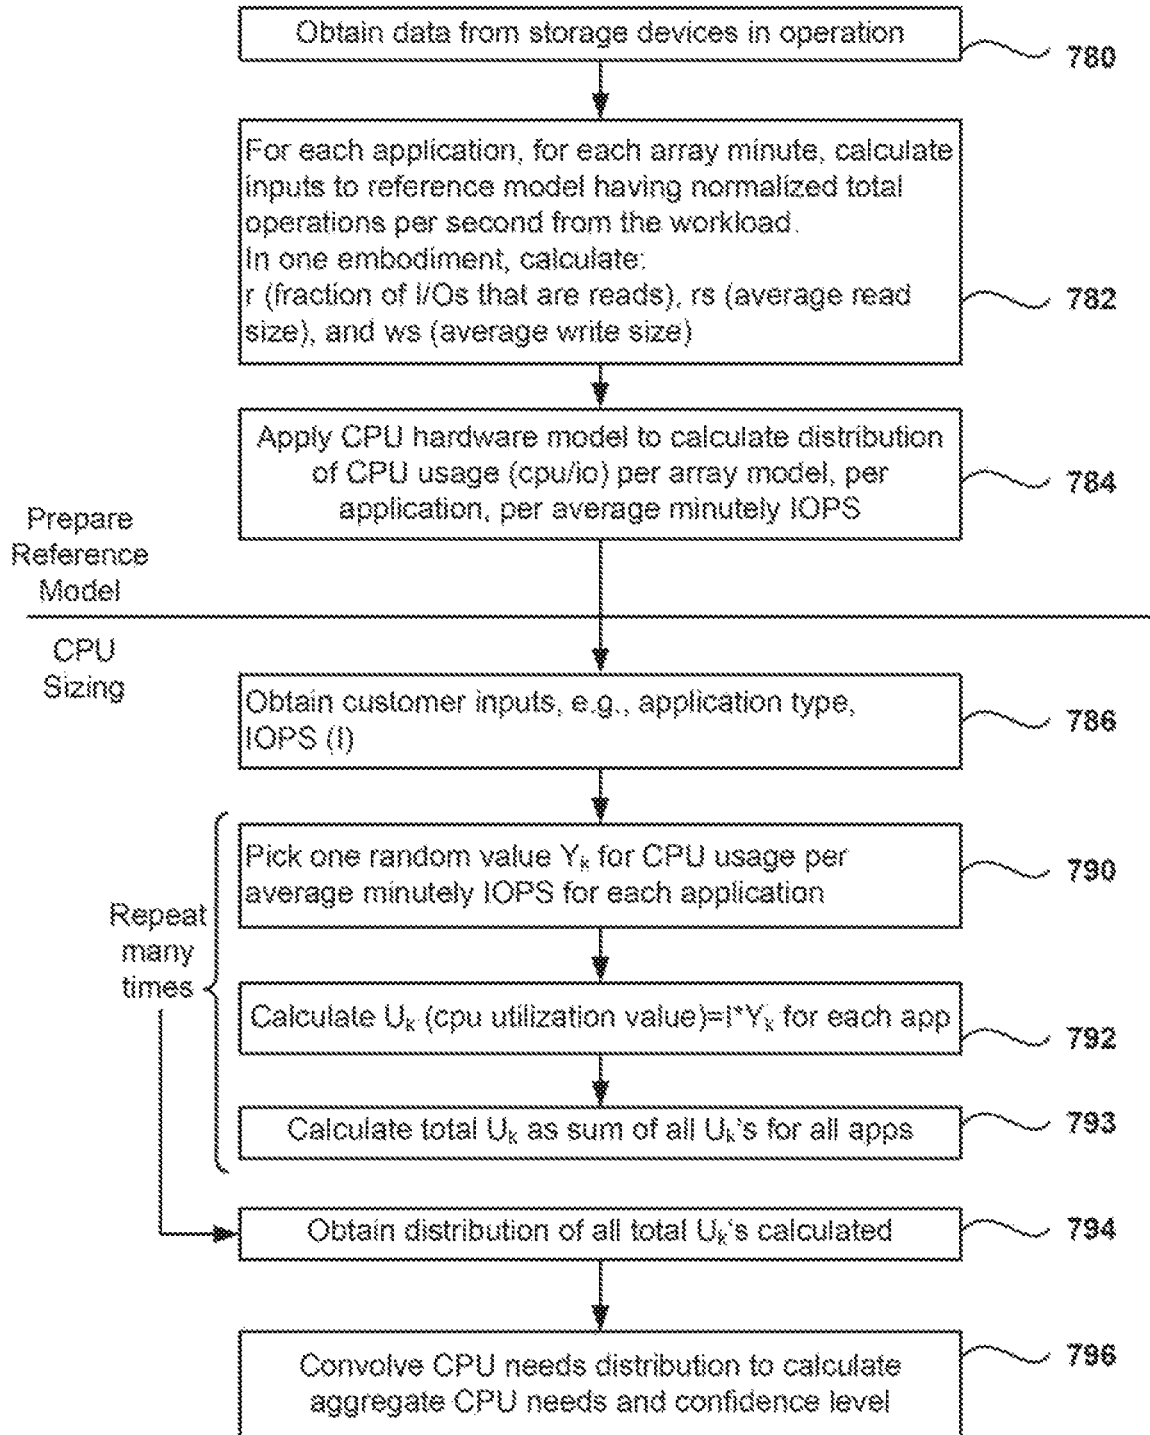 Obtain data from storage devices in operation
780
For each application, for each array minute, calculate
inputs to reference model having normalized total
operations per second from the workload.
In one embodiment, calculate:
r (fraction of I/Os that are reads), rs (average read
size), and ws (average write size)
782
Apply CPU hardware model to calculate distribution
of CPU usage (cpu/io) per array model, per
application, per average minutely IOPS
784
Prepare
Reference
Model
CPU
Sizing
Obtain customer inputs, e.g., application type,
IOPS (I)
786
Pick one random value Yk for CPU usage per
average minutely IOPS for each application
790
Repeat
many
times
Calculate Uk (cpu utilization value)=I*Yk for each app
792
Calculate total Uk as sum of all Uk's for all apps
793
Obtain distribution of all total Uk's calculated
794
Convolve CPU needs distribution to calculate
aggregate CPU needs and confidence level
796